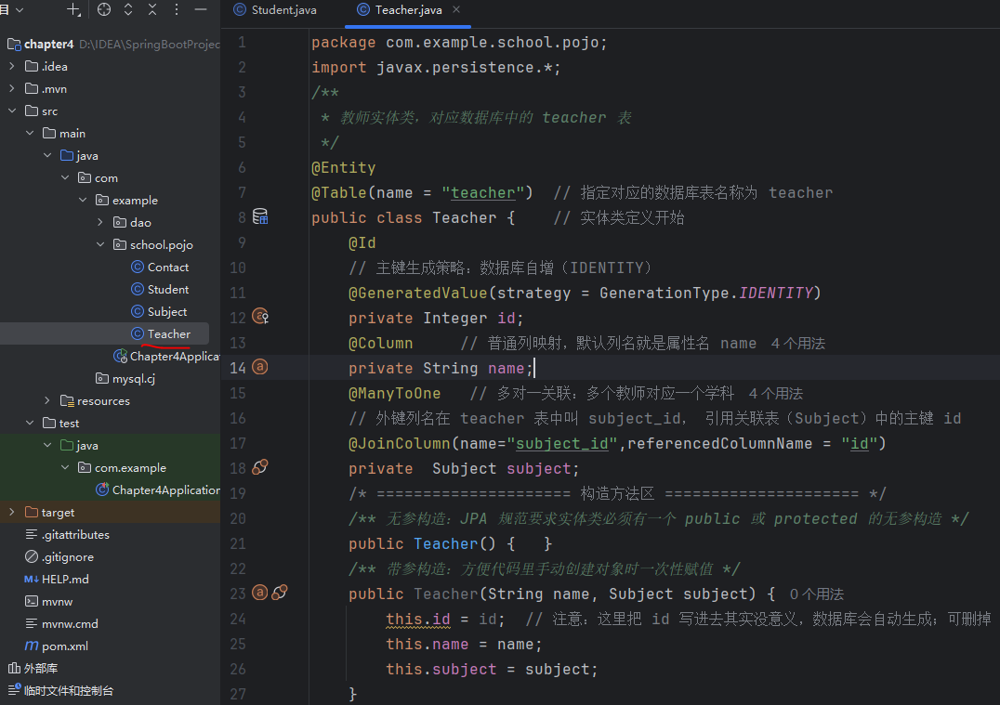 目
Student.java
Teacher.java
chapter4 D:\IDEA\SpringBootProjec
.idea
.mvn
src
main
java
com
example
dao
school.pojo
Contact
Student
Subject
Teacher
Chapter4Applicat
mysql.cj
resources
test
java
com.example
Chapter4Application
target
.gitattributes
.gitignore
HELP.md
mvnw
mvnw.cmd
pom.xml
外部库
临时文件和控制台
1 package com.example.school.pojo;
2 import javax.persistence.*;
3 /**
4 * 教师实体类，对应数据库中的 teacher 表
5 */
6 @Entity
7 @Table(name = "teacher") // 指定对应的数据库表名称为 teacher
8 public class Teacher { // 实体类定义开始
9 @Id
10 // 主键生成策略：数据库自增（IDENTITY）
11 @GeneratedValue(strategy = GenerationType.IDENTITY)
12 private Integer id;
13 @Column // 普通列映射，默认列名就是属性名 name 4 个用法
14 private String name;
15 @ManyToOne // 多对一关联：多个教师对应一个学科 4 个用法
16 // 外键列名在 teacher 表中叫 subject_id， 引用关联表（Subject）中的主键 id
17 @JoinColumn(name="subject_id",referencedColumnName = "id")
18 private Subject subject;
19 /* ===================== 构造方法区 ===================== */
20 /** 无参构造：JPA 规范要求实体类必须有一个 public 或 protected 的无参构造 */
21 public Teacher() { }
22 /** 带参构造：方便代码里手动创建对象时一次性赋值 */
23 public Teacher(String name, Subject subject) { 0 个用法
24 this.id = id; // 注意：这里把 id 写进去其实没意义，数据库会自动生成；可删掉
25 this.name = name;
26 this.subject = subject;
27 }